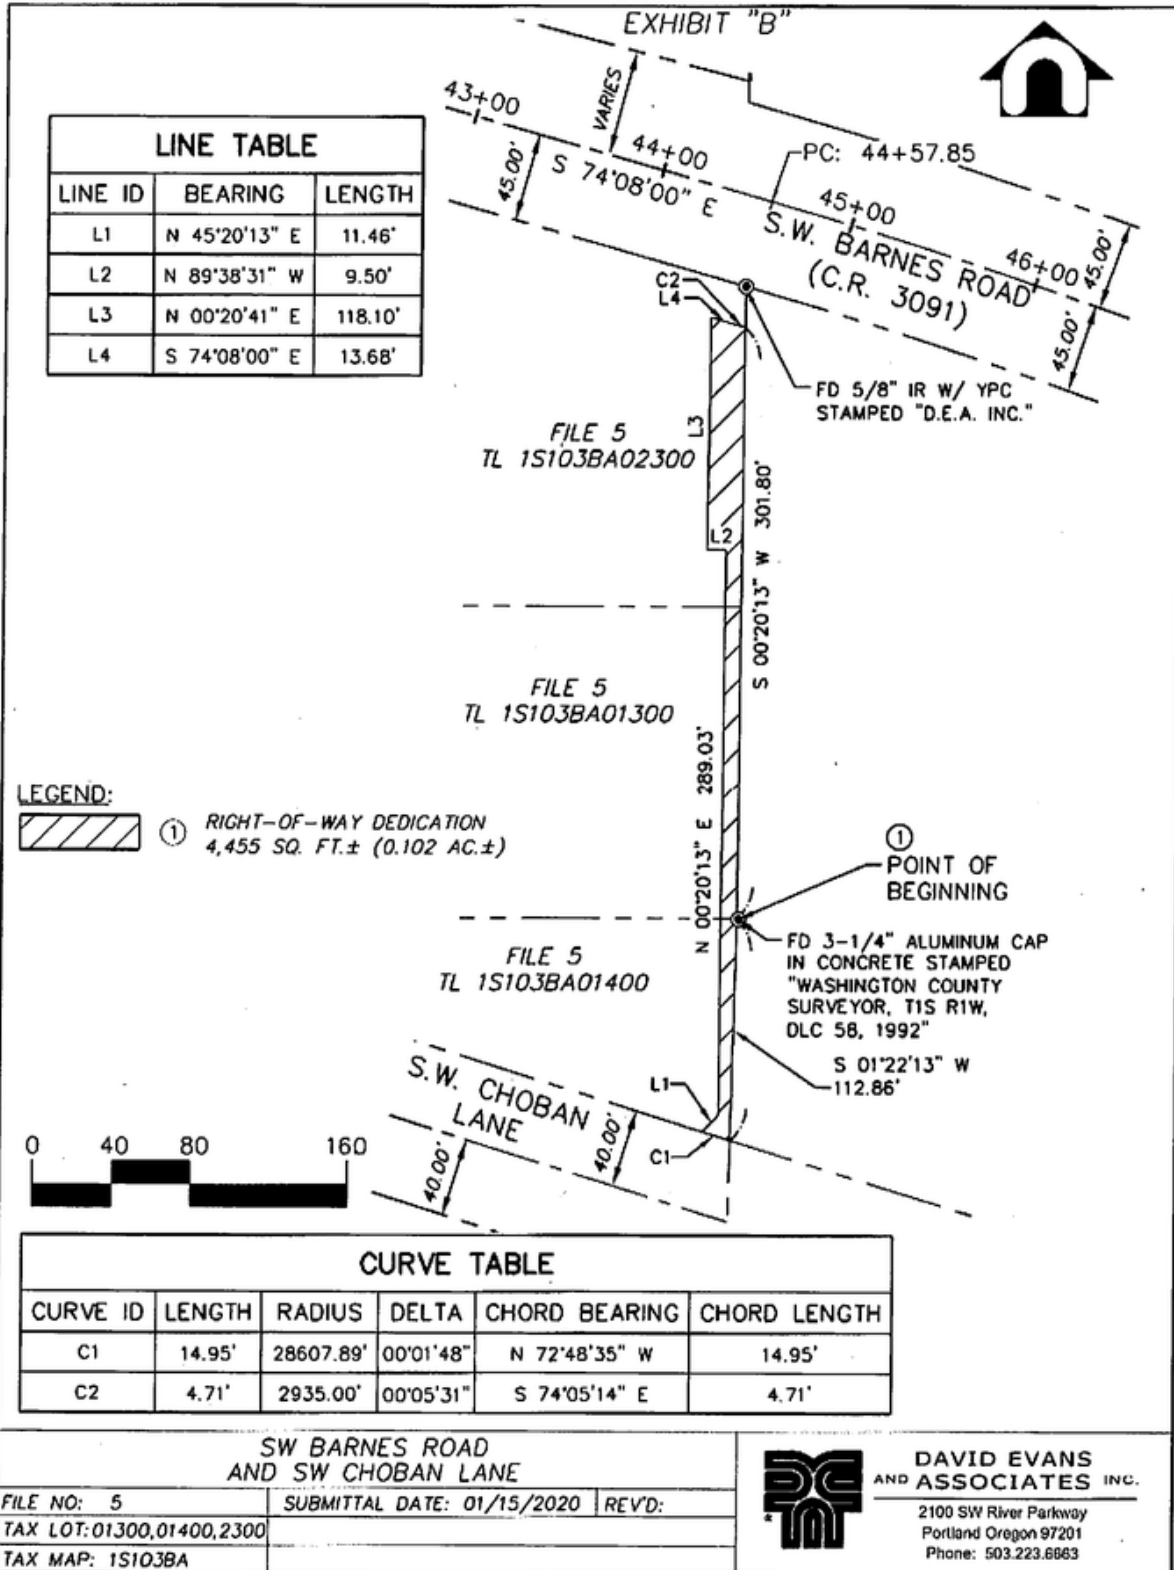 EXHIBIT "B"
LINE TABLE
LINE ID BEARING LENGTH
L1 N 45°20'13" E 11.46'
L2 N 89°38'31" W 9.50'
L3 N 00°20'41" E 118.10'
L4 S 74°08'00" E 13.68'
43+00
VARIES
45.00'
44+00
S 74°08'00" E
PC: 44+57.85
45+00
S.W. BARNES ROAD
(C.R. 3091)
46+00
45.00'
45.00'
C2
L4
FD 5/8" IR W/ YPC
STAMPED "D.E.A. INC."
FILE 5
TL 1S103BA02300
L3
L2
S 00°20'13" W 301.80'
FILE 5
TL 1S103BA01300
N 00°20'13" E 289.03'
LEGEND:
1 RIGHT-OF-WAY DEDICATION
4,455 SQ. FT.± (0.102 AC.±)
1
POINT OF
BEGINNING
FD 3-1/4" ALUMINUM CAP
IN CONCRETE STAMPED
"WASHINGTON COUNTY
SURVEYOR, T1S R1W,
DLC 58, 1992"
FILE 5
TL 1S103BA01400
S 01°22'13" W
112.86'
L1
S.W. CHOBAN
LANE
C1
40.00'
40.00'
0 40 80 160
CURVE TABLE
CURVE ID LENGTH RADIUS DELTA CHORD BEARING CHORD LENGTH
C1 14.95' 28607.89' 00°01'48" N 72°48'35" W 14.95'
C2 4.71' 2935.00' 00°05'31" S 74°05'14" E 4.71'
SW BARNES ROAD
AND SW CHOBAN LANE
FILE NO: 5 SUBMITTAL DATE: 01/15/2020 REV'D:
TAX LOT: 01300,01400,2300
TAX MAP: 1S103BA
DAVID EVANS
AND ASSOCIATES INC.
2100 SW River Parkway
Portland Oregon 97201
Phone: 503.223.6663